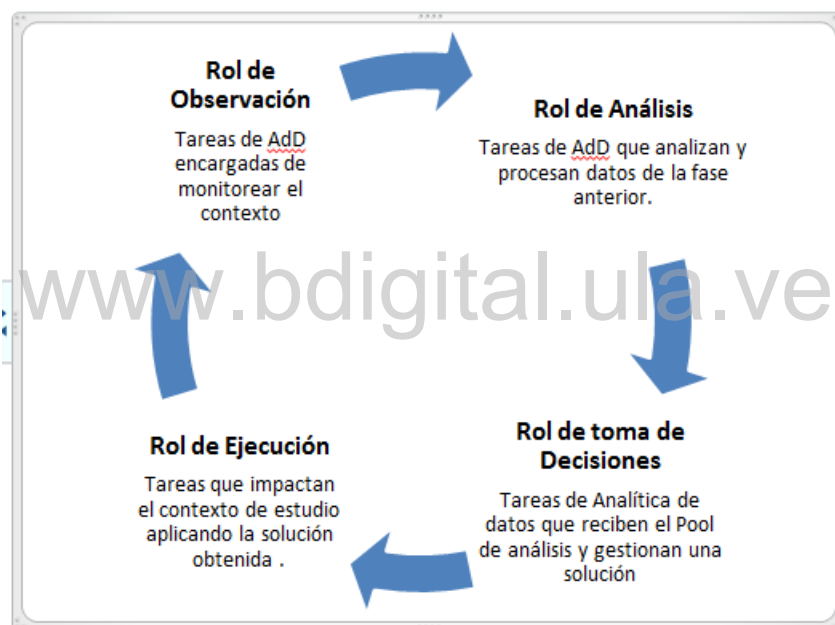 Rol de
Observación
Tareas de AdD
encargadas de
monitorear el
contexto
Rol de Análisis
Tareas de AdD que analizan y
procesan datos de la fase
anterior.
www.bdigital.ula.ve
Rol de toma de
Decisiones
Tareas de Analítica de
datos que reciben el Pool
de análisis y gestionan una
solución
Rol de Ejecución
Tareas que impactan
el contexto de estudio
aplicando la solución
obtenida .